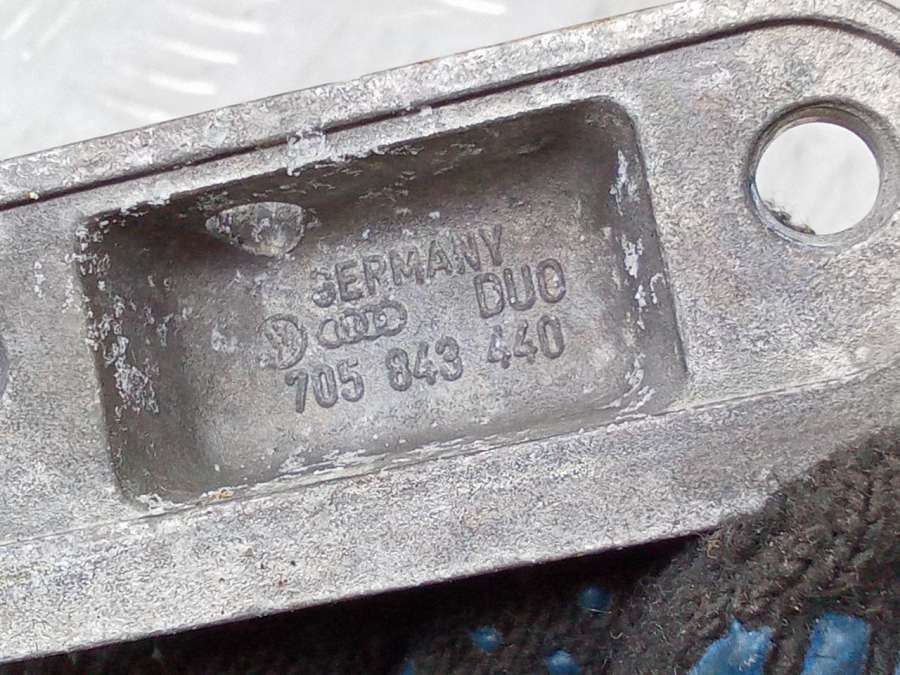 GERMANY
DUO
705 843 440